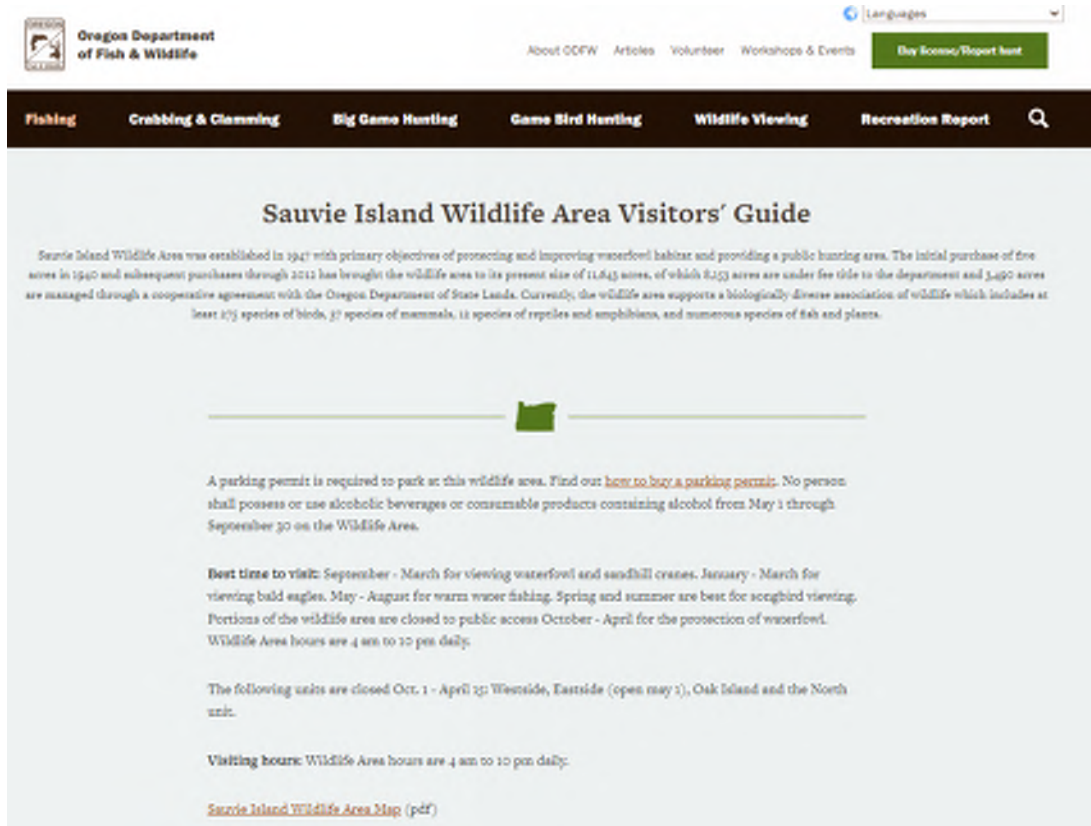 OREGON
Languages
Oregon Department
of Fish & Wildlife
About ODFW Articles Volunteer Workshops & Events Buy license/Report hunt
Fishing Crabbing & Clamming Big Game Hunting Game Bird Hunting Wildlife Viewing Recreation Report
Sauvie Island Wildlife Area Visitors' Guide
Sauvie Island Wildlife Area was established in 1947 with primary objectives of protecting and improving waterfowl habitat and providing a public hunting area. The initial purchase of five
acres in 1940 and subsequent purchases through 2012 has brought the wildlife area to its present size of 11,643 acres, of which 8,153 acres are under fee title to the department and 3,490 acres
are managed through a cooperative agreement with the Oregon Department of State Lands. Currently, the wildlife area supports a biologically diverse association of wildlife which includes at
least 275 species of birds, 37 species of mammals, 12 species of reptiles and amphibians, and numerous species of fish and plants.
A parking permit is required to park at this wildlife area. Find out how to buy a parking permit. No person
shall possess or use alcoholic beverages or consumable products containing alcohol from May 1 through
September 30 on the Wildlife Area.
Best time to visit: September - March for viewing waterfowl and sandhill cranes. January - March for
viewing bald eagles. May - August for warm water fishing. Spring and summer are best for songbird viewing.
Portions of the wildlife area are closed to public access October - April for the protection of waterfowl.
Wildlife Area hours are 4 am to 10 pm daily.
The following units are closed Oct. 1 - April 15: Westside, Eastside (open may 1), Oak Island and the North
unit.
Visiting hours: Wildlife Area hours are 4 am to 10 pm daily.
Sauvie Island Wildlife Area Map (pdf)